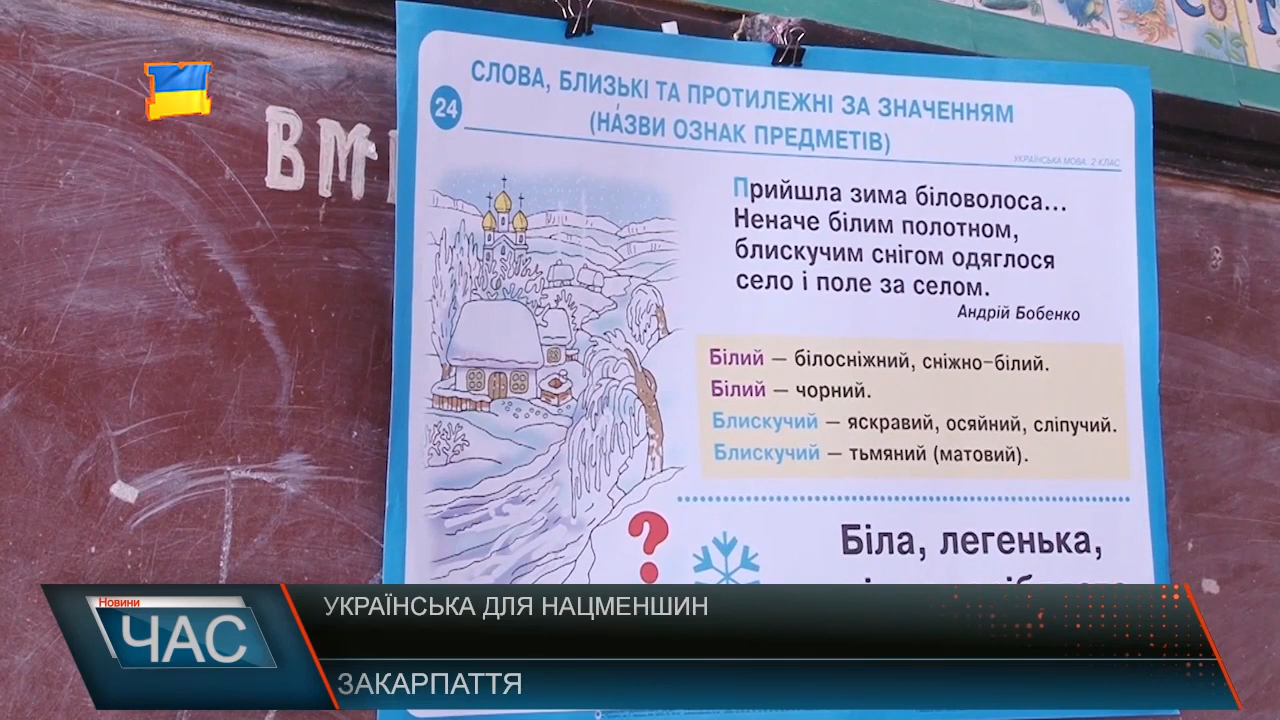 ВМ
24
СЛОВА, БЛИЗЬКІ ТА ПРОТИЛЕЖНІ ЗА ЗНАЧЕННЯМ
(НА́ЗВИ ОЗНАК ПРЕДМЕТІВ)
УКРАЇНСЬКА МОВА. 2 КЛАС
Прийшла зима біловолоса...
Неначе білим полотном,
блискучим снігом одяглося
село і поле за селом.
Андрій Бобенко
Білий – білосніжний, сніжно-білий.
Білий – чорний.
Блискучий – яскравий, осяйний, сліпучий.
Блискучий – тьмяний (матовий).
?
Біла, легенька,
Новини
ЧАС
УКРАЇНСЬКА ДЛЯ НАЦМЕНШИН
ЗАКАРПАТТЯ